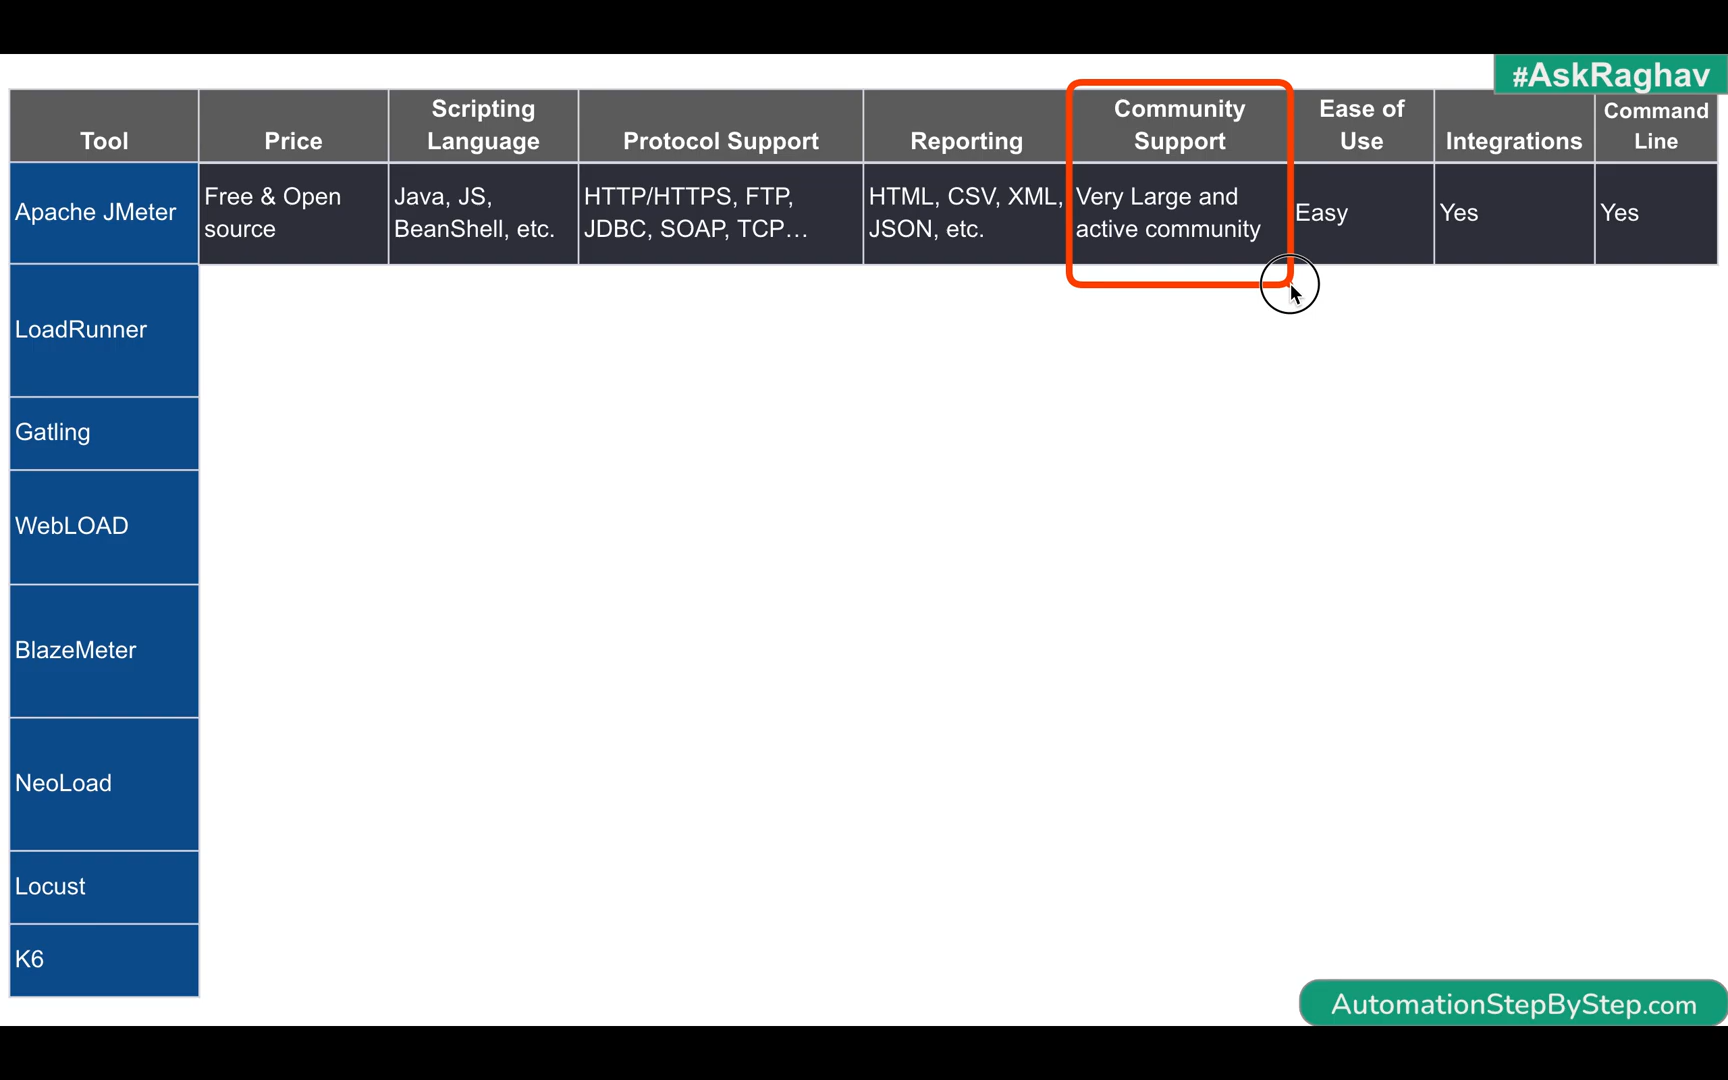 #AskRaghav
Tool
Price
Scripting
Language
Protocol Support
Reporting
Community
Support
Ease of
Use
Integrations
Command
Line
Apache JMeter
Free & Open
source
Java, JS,
BeanShell, etc.
HTTP/HTTPS, FTP,
JDBC, SOAP, TCP…
HTML, CSV, XML,
JSON, etc.
Very Large and
active community
Easy
Yes
Yes
LoadRunner
Gatling
WebLOAD
BlazeMeter
NeoLoad
Locust
K6
AutomationStepByStep.com